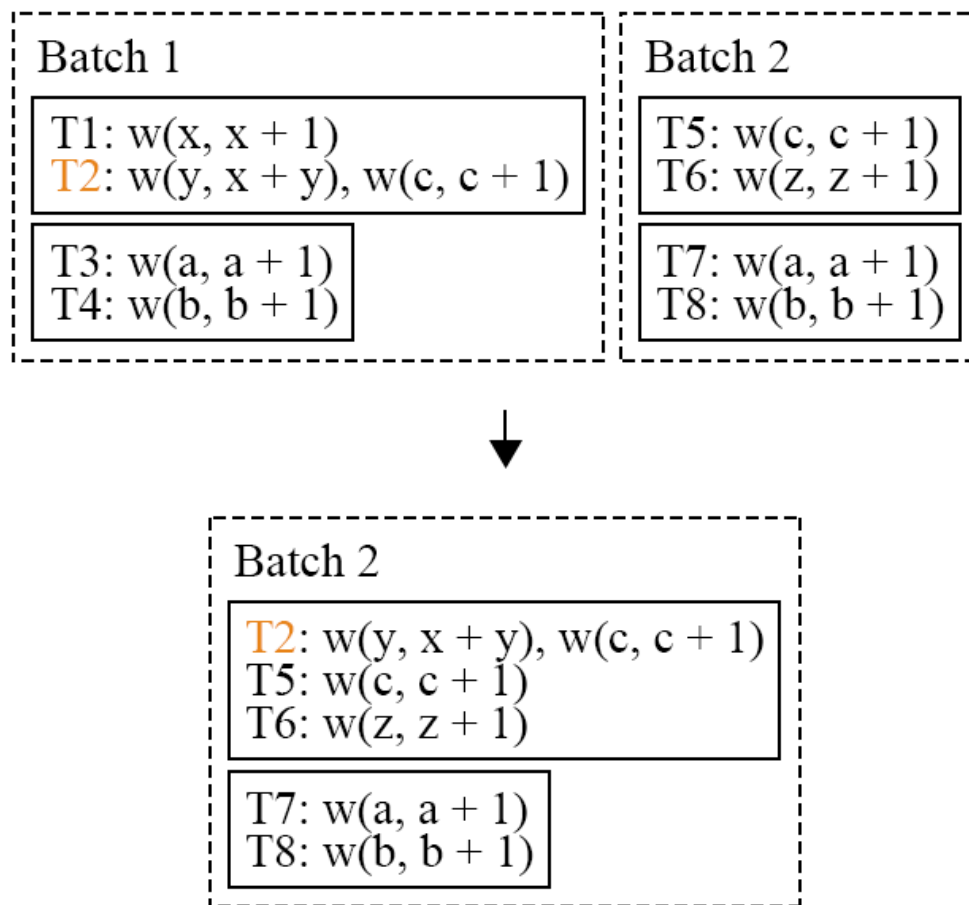 Batch 1
T1: w(x, x + 1)
T2: w(y, x + y), w(c, c + 1)
T3: w(a, a + 1)
T4: w(b, b + 1)
Batch 2
T5: w(c, c + 1)
T6: w(z, z + 1)
T7: w(a, a + 1)
T8: w(b, b + 1)
Batch 2
T2: w(y, x + y), w(c, c + 1)
T5: w(c, c + 1)
T6: w(z, z + 1)
T7: w(a, a + 1)
T8: w(b, b + 1)